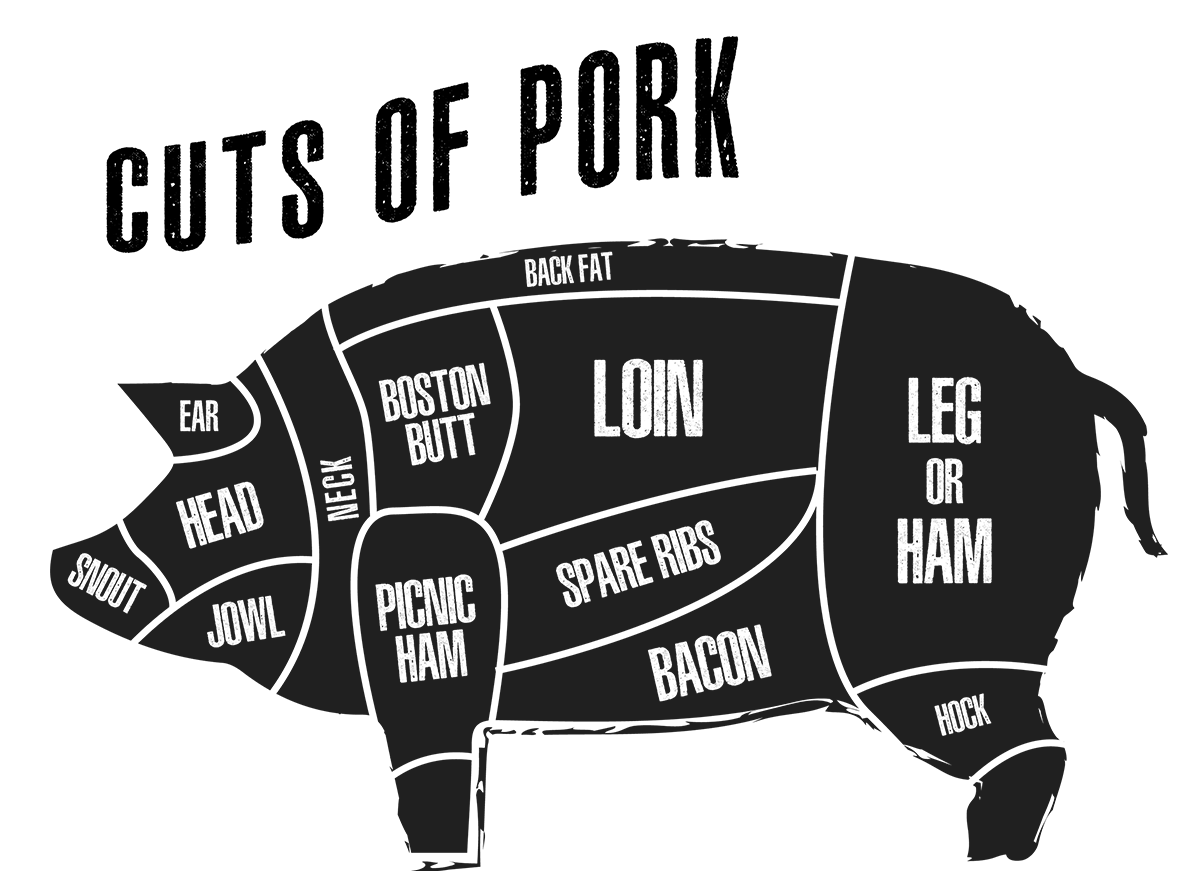 CUTS OF PORK
BACK FAT
EAR
HEAD
SNOUT
JOWL
NECK
BOSTON
BUTT
PICNIC
HAM
LOIN
SPARE RIBS
BACON
LEG
OR
HAM
HOCK